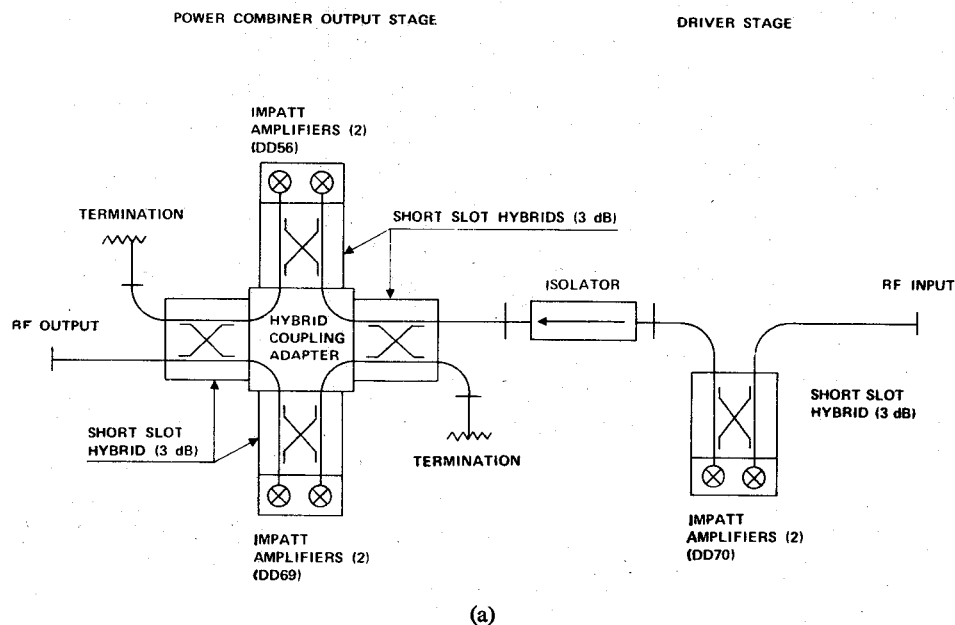 POWER COMBINER OUTPUT STAGE
DRIVER STAGE
IMPATT
AMPLIFIERS (2)
(DD56)
TERMINATION
SHORT SLOT HYBRIDS (3 dB)
ISOLATOR
RF INPUT
RF OUTPUT
HYBRID
COUPLING
ADAPTER
SHORT SLOT
HYBRID (3 dB)
SHORT SLOT
HYBRID (3 dB)
TERMINATION
IMPATT
AMPLIFIERS (2)
(DD69)
IMPATT
AMPLIFIERS (2)
(DD70)
(a)